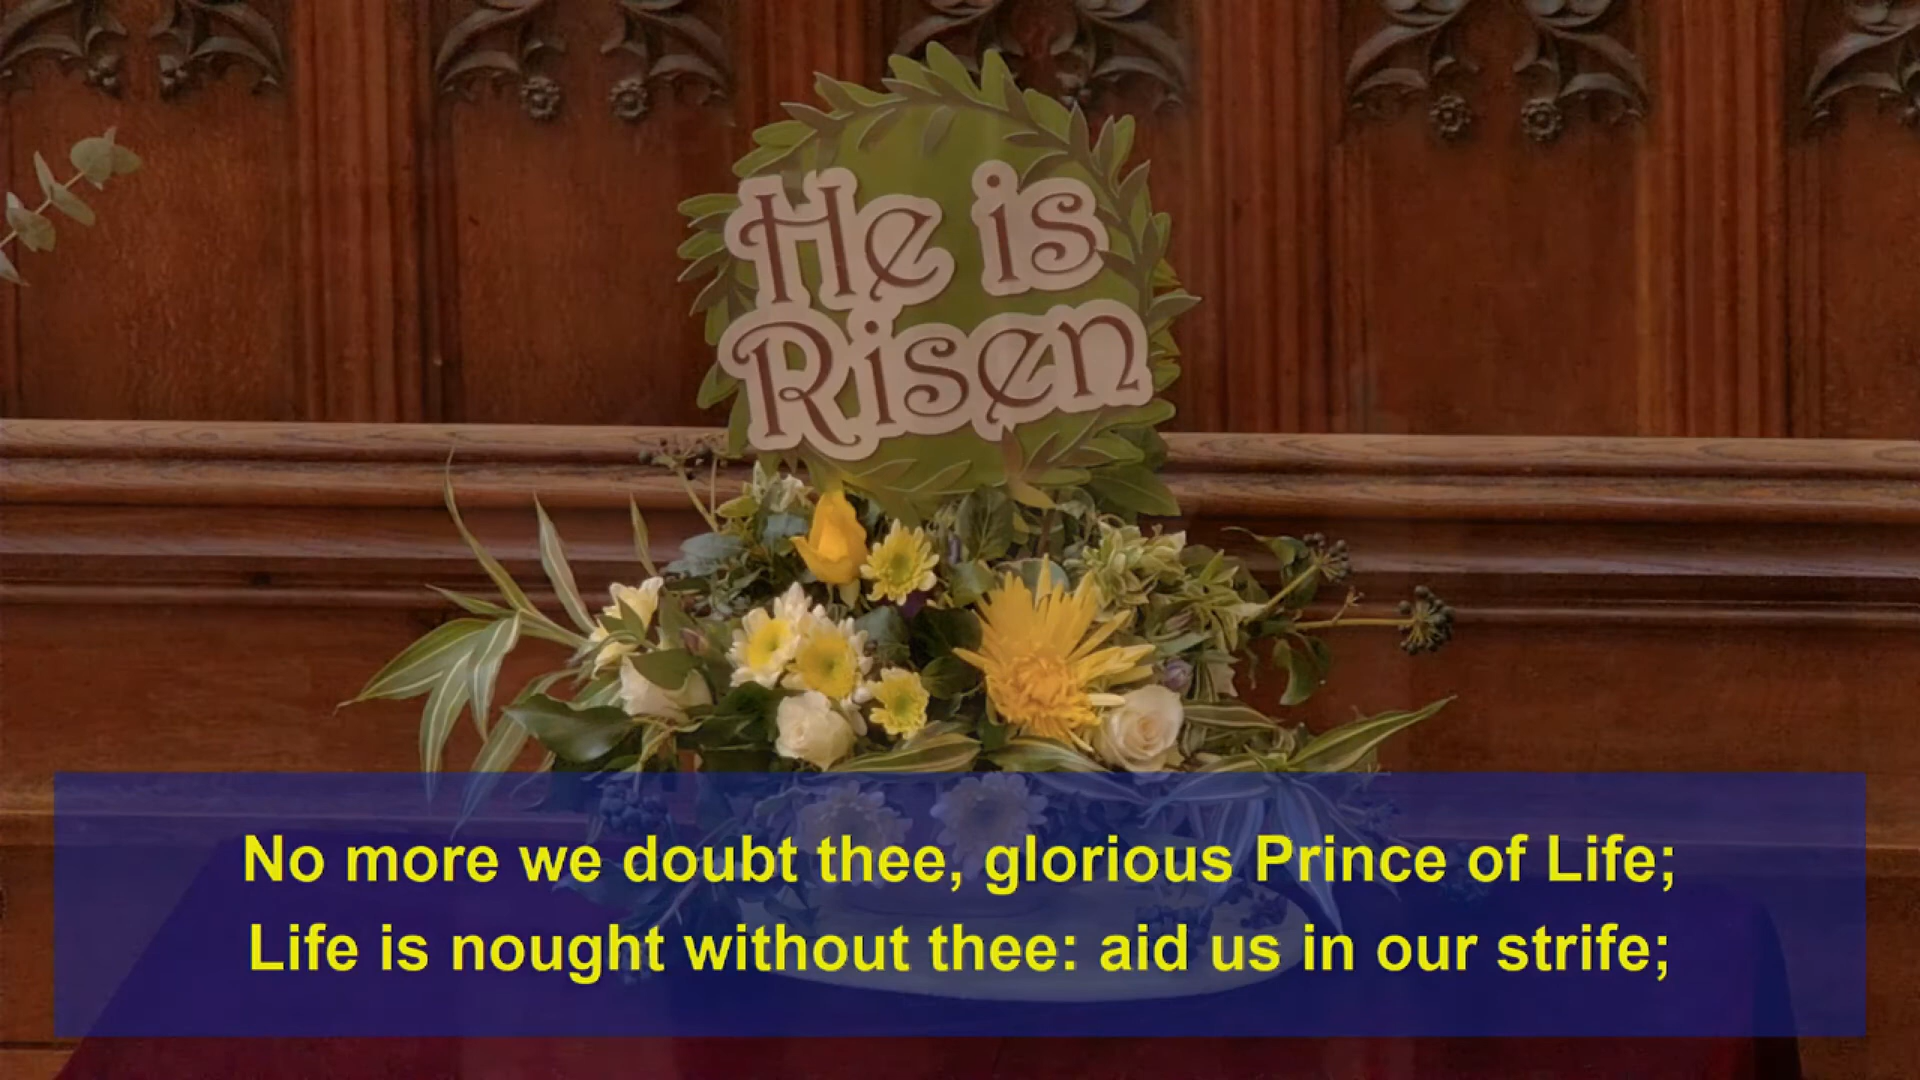 He is
Risen
No more we doubt thee, glorious Prince of Life;
Life is nought without thee: aid us in our strife;